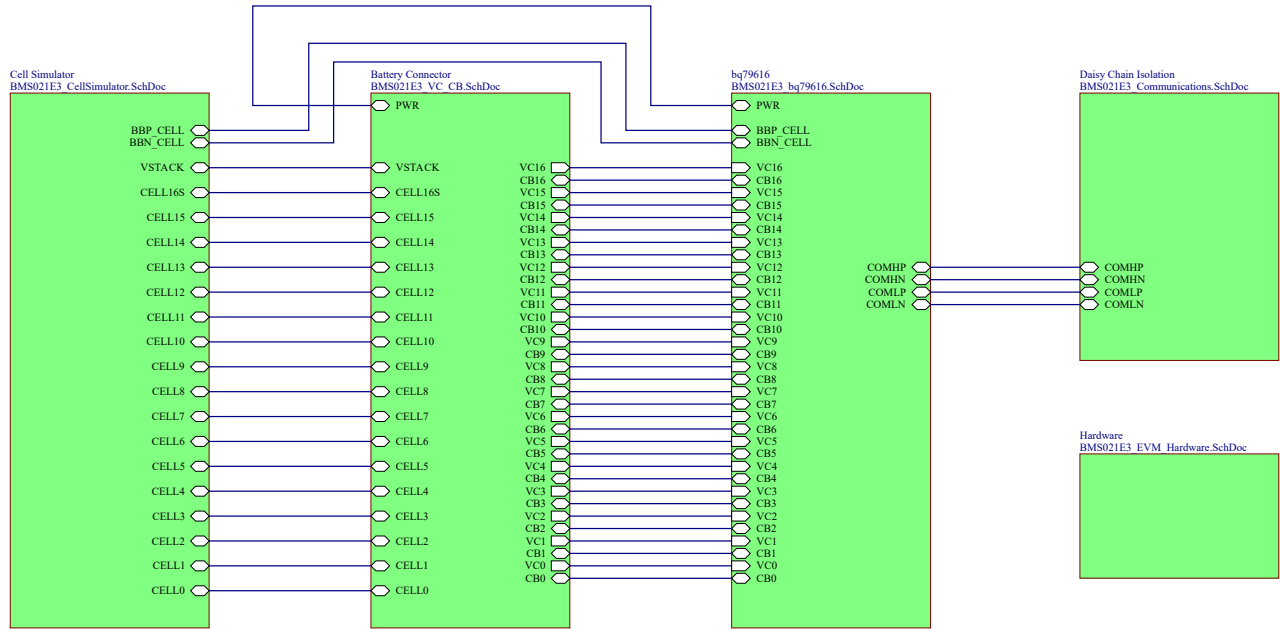 Cell Simulator
BMS021E3_CellSimulator.SchDoc
BBP_CELL
BBN_CELL
VSTACK
CELL16S
CELL15
CELL14
CELL13
CELL12
CELL11
CELL10
CELL9
CELL8
CELL7
CELL6
CELL5
CELL4
CELL3
CELL2
CELL1
CELL0
Battery Connector
BMS021E3_VC_CB.SchDoc
PWR
VSTACK
CELL16S
CELL15
CELL14
CELL13
CELL12
CELL11
CELL10
CELL9
CELL8
CELL7
CELL6
CELL5
CELL4
CELL3
CELL2
CELL1
CELL0
VC16
CB16
VC15
CB15
VC14
CB14
VC13
CB13
VC12
CB12
VC11
CB11
VC10
CB10
VC9
CB9
VC8
CB8
VC7
CB7
VC6
CB6
VC5
CB5
VC4
CB4
VC3
CB3
VC2
CB2
VC1
CB1
VC0
CB0
bq79616
BMS021E3_bq79616.SchDoc
PWR
BBP_CELL
BBN_CELL
VC16
CB16
VC15
CB15
VC14
CB14
VC13
CB13
VC12
CB12
VC11
CB11
VC10
CB10
VC9
CB9
VC8
CB8
VC7
CB7
VC6
CB6
VC5
CB5
VC4
CB4
VC3
CB3
VC2
CB2
VC1
CB1
VC0
CB0
COMHP
COMHN
COMLP
COMLN
Daisy Chain Isolation
BMS021E3_Communications.SchDoc
COMHP
COMHN
COMLP
COMLN
Hardware
BMS021E3_EVM_Hardware.SchDoc